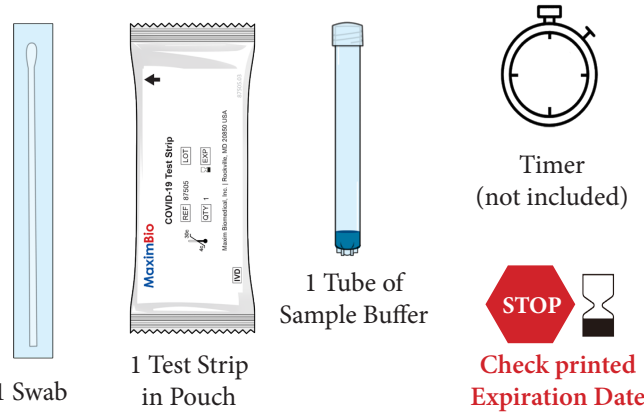 MaximBio
COVID-19 Test Strip
REF 87505 LOT
QTY 1 EXP
30c
4c
Maxim Biomedical, Inc. | Rockville, MD 20850 USA
IVD
1 Swab
1 Test Strip
in Pouch
1 Tube of
Sample Buffer
Timer
(not included)
STOP
Check printed
Expiration Date